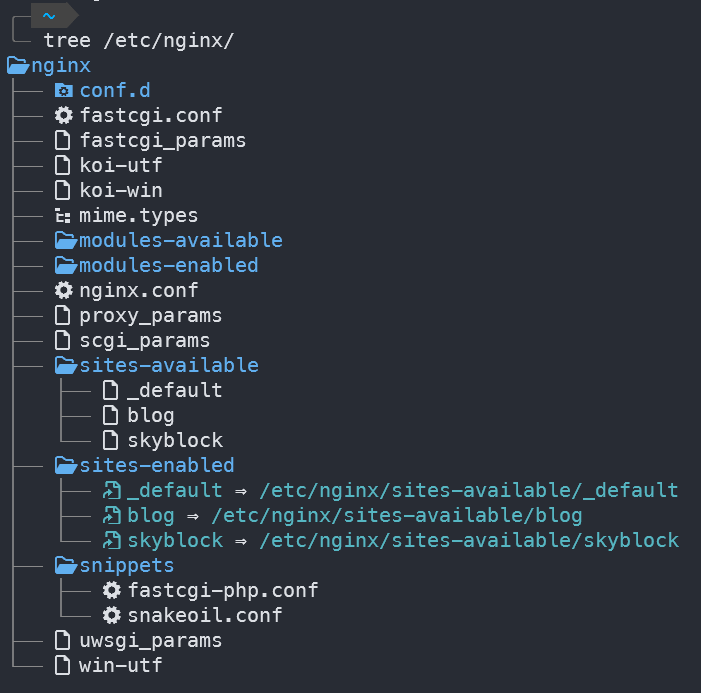 ~
tree /etc/nginx/
nginx
conf.d
fastcgi.conf
fastcgi_params
koi-utf
koi-win
mime.types
modules-available
modules-enabled
nginx.conf
proxy_params
scgi_params
sites-available
_default
blog
skyblock
sites-enabled
_default ⇒ /etc/nginx/sites-available/_default
blog ⇒ /etc/nginx/sites-available/blog
skyblock ⇒ /etc/nginx/sites-available/skyblock
snippets
fastcgi-php.conf
snakeoil.conf
uwsgi_params
win-utf